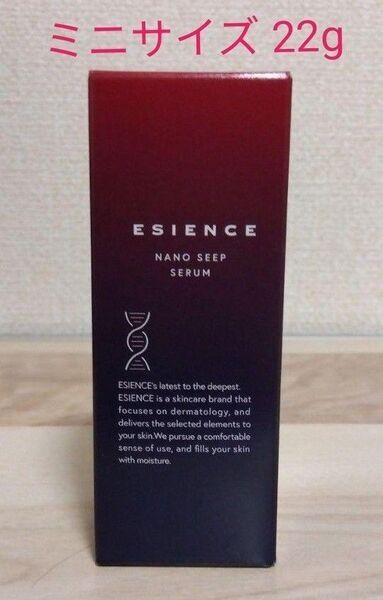 ミニサイズ 22g
ESIENCE
NANO SEEP
SERUM
ESIENCE's latest to the deepest.
ESIENCE is a skincare brand that
focuses on dermatology, and
delivers the selected elements to
your skin.We pursue a comfortable
sense of use, and fills your skin
with moisture.